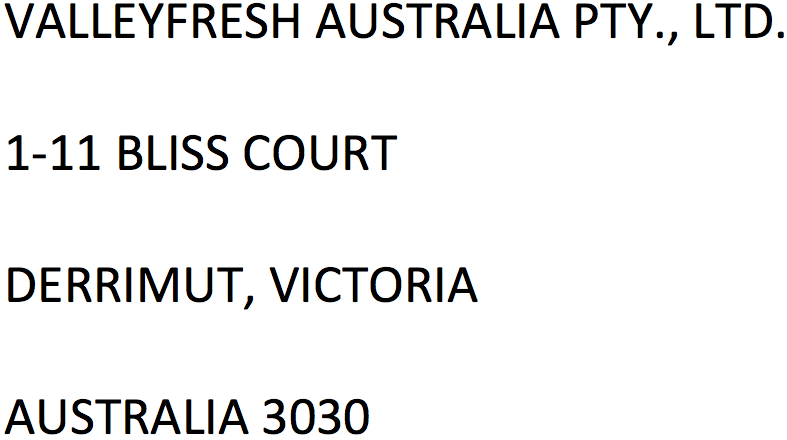 VALLEYFRESH AUSTRALIA PTY., LTD.
1-11 BLISS COURT
DERRIMUT, VICTORIA
AUSTRALIA 3030